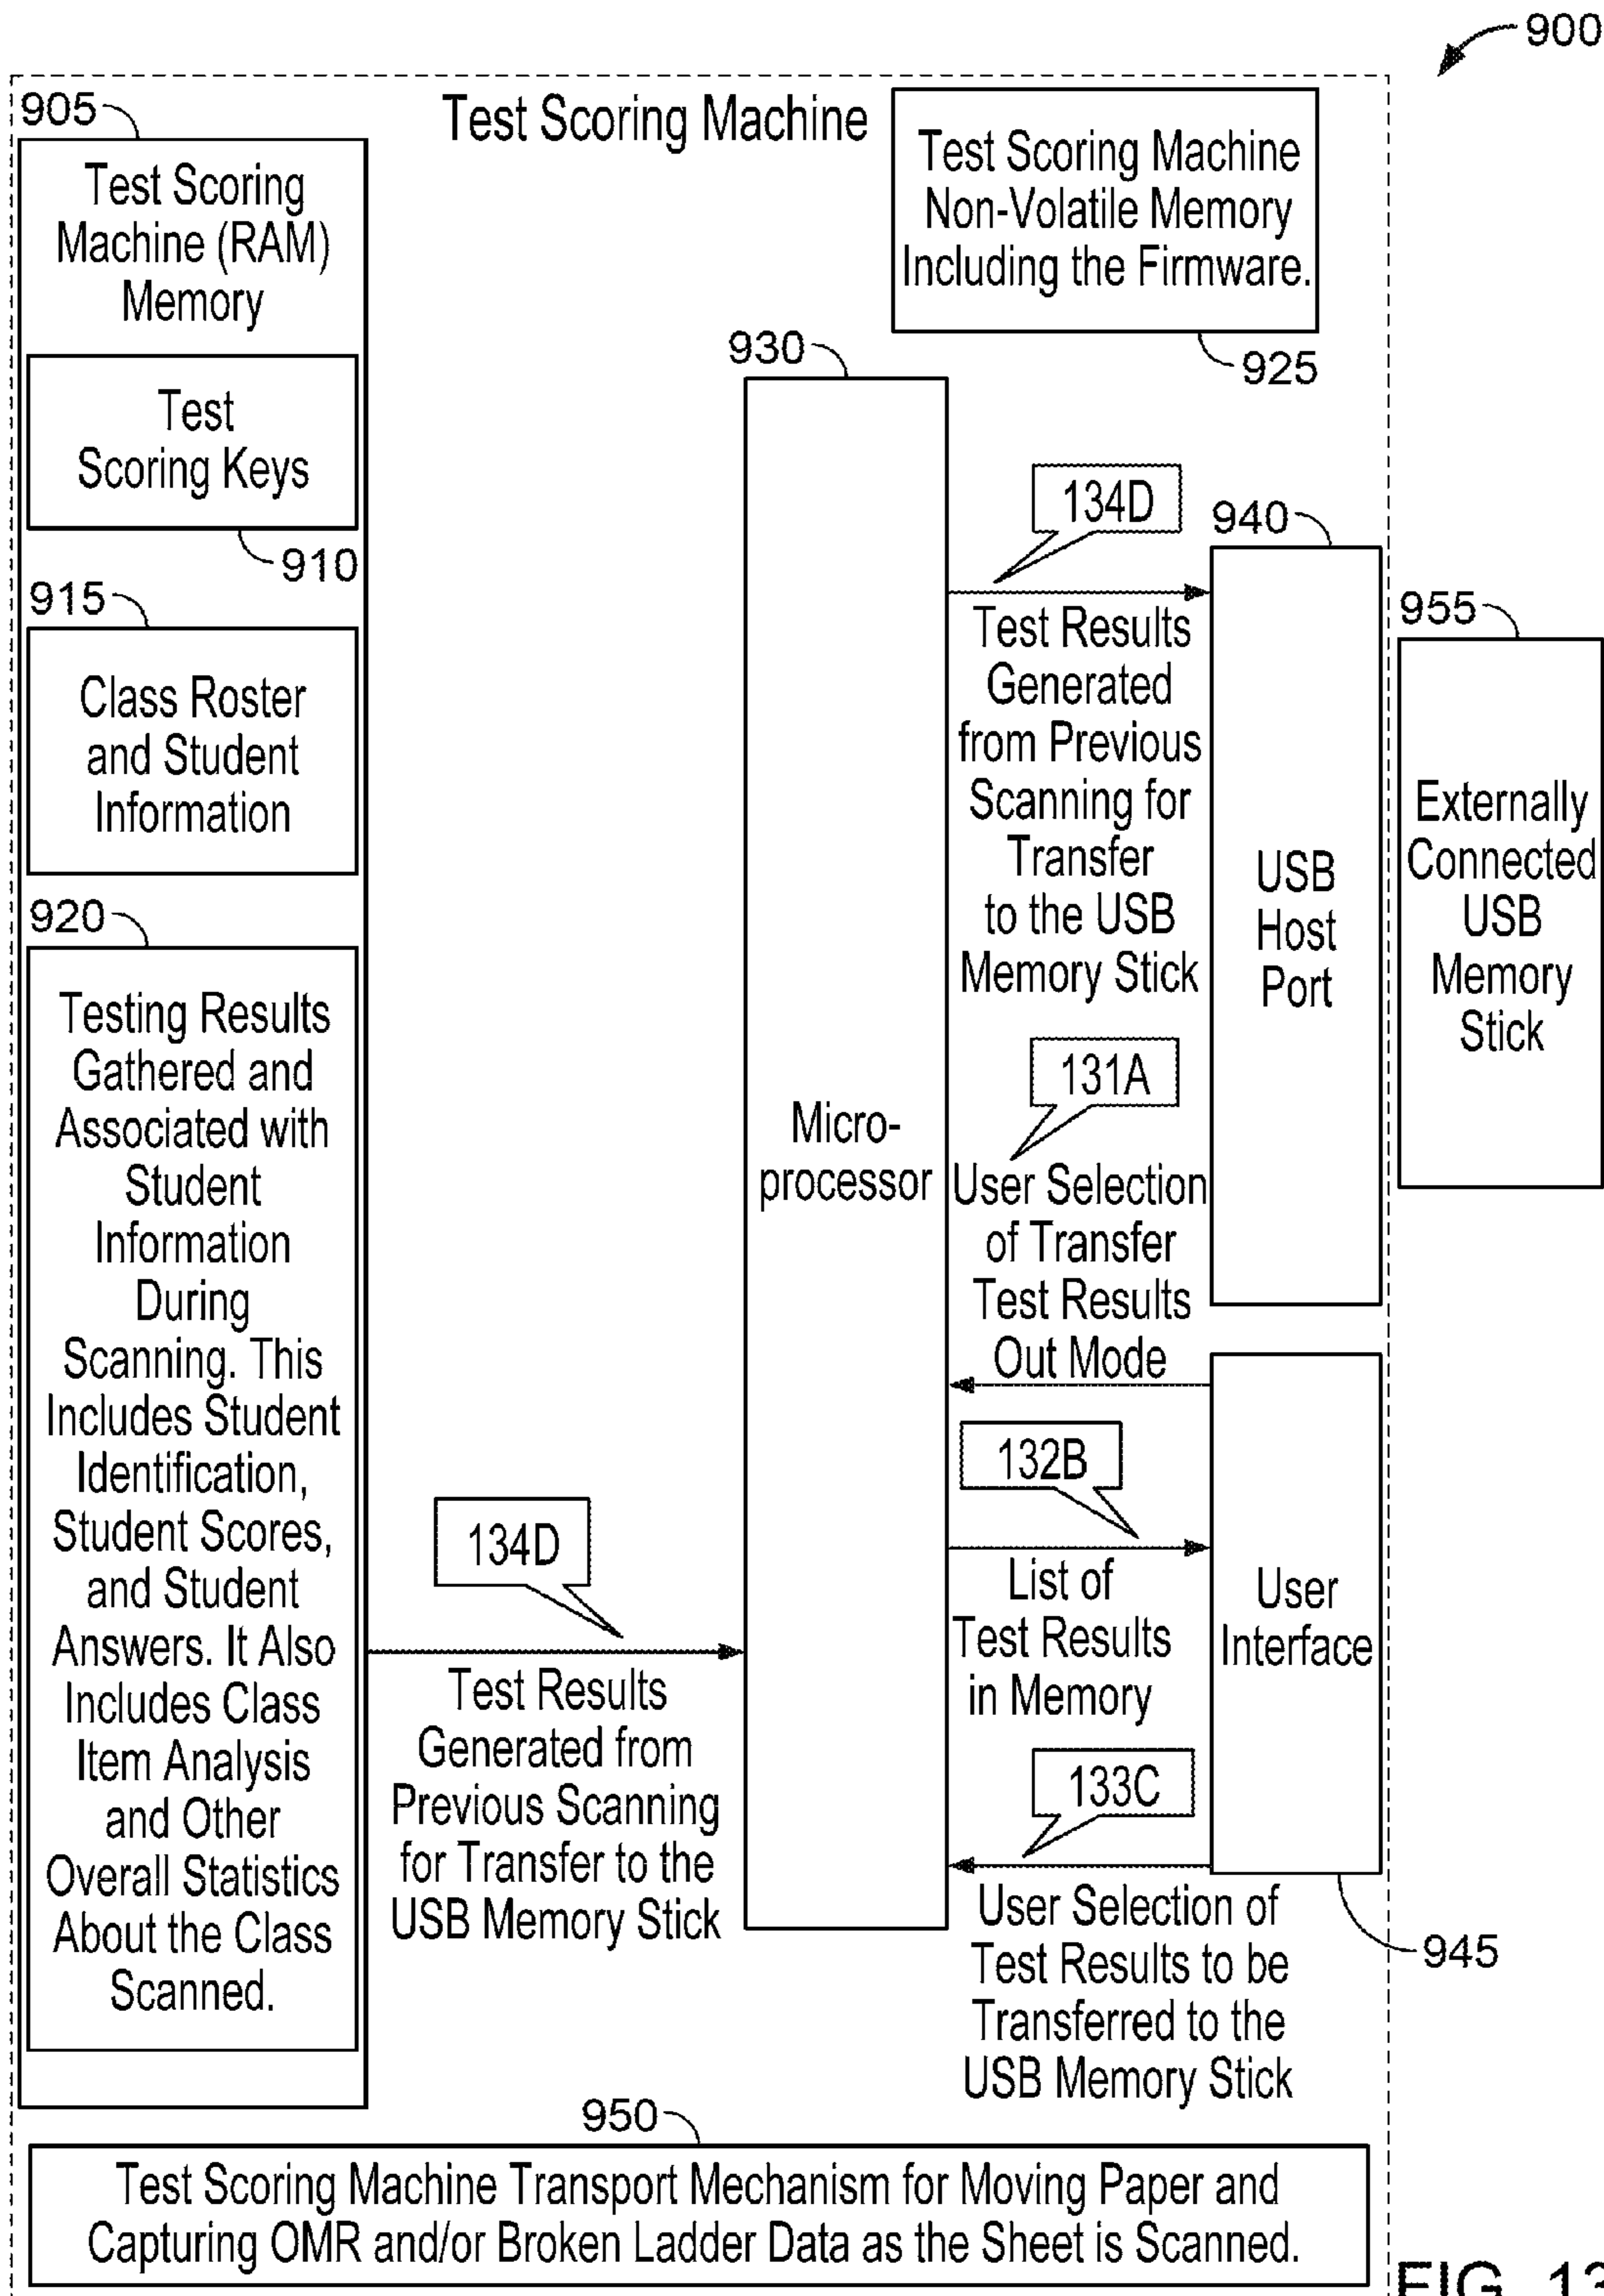 900
905
Test Scoring Machine
Test Scoring
Machine (RAM)
Memory
Test Scoring Machine
Non-Volatile Memory
Including the Firmware.
925
Test
Scoring Keys
910
915
Class Roster
and Student
Information
920
Testing Results
Gathered and
Associated with
Student
Information
During
Scanning. This
Includes Student
Identification,
Student Scores,
and Student
Answers. It Also
Includes Class
Item Analysis
and Other
Overall Statistics
About the Class
Scanned.
134D
Test Results
Generated from
Previous Scanning
for Transfer to the
USB Memory Stick
930
Micro-
processor
134D
Test Results
Generated
from Previous
Scanning for
Transfer
to the USB
Memory Stick
131A
User Selection
of Transfer
Test Results
Out Mode
132B
List of
Test Results
in Memory
133C
User Selection of
Test Results to be
Transferred to the
USB Memory Stick
940
USB
Host
Port
955
Externally
Connected
USB
Memory
Stick
User
Interface
945
950
Test Scoring Machine Transport Mechanism for Moving Paper and
Capturing OMR and/or Broken Ladder Data as the Sheet is Scanned.
FIG. 13